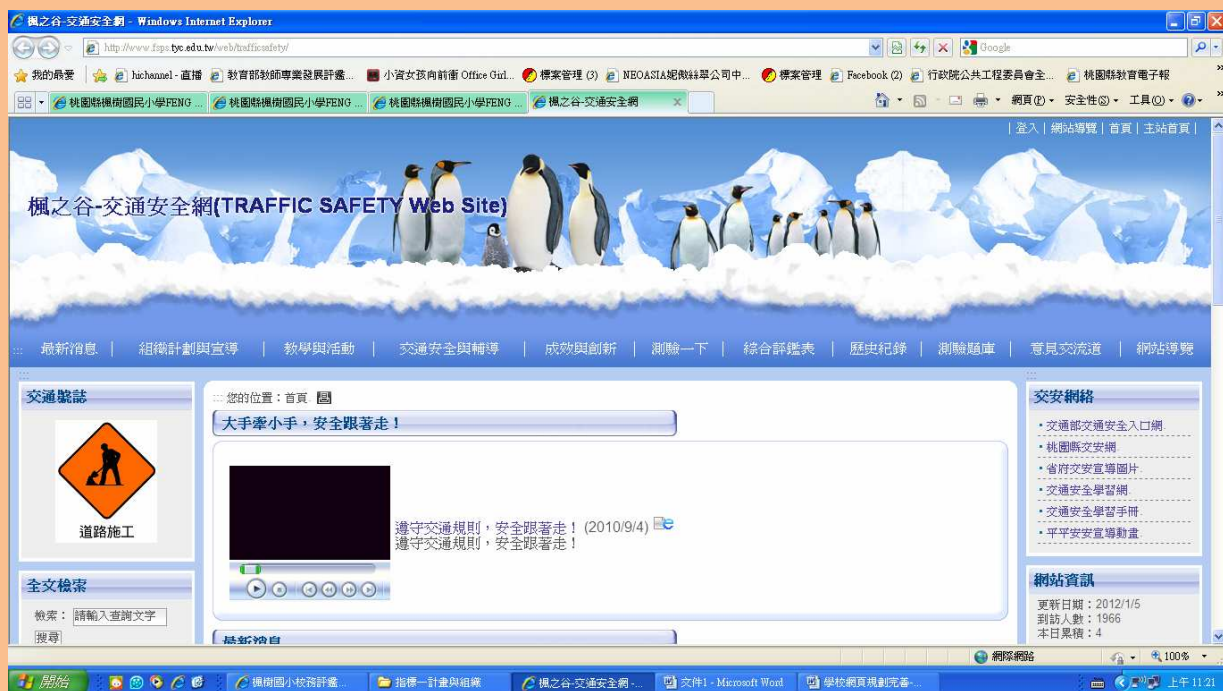 楓之谷-交通安全網 - Windows Internet Explorer
http://www.fsps.tyc.edu.tw/web/trafficsafety/
Google
我的最愛
hichannel - 直播
教育部教師專業發展評鑑...
小資女孩向前衝 Office Girl...
標案管理 (3)
NEOASIA妮傲絲翠公司中...
標案管理
Facebook (2)
行政院公共工程委員會全...
桃園縣教育電子報
桃園縣楓樹國民小學FENG ...
桃園縣楓樹國民小學FENG ...
桃園縣楓樹國民小學FENG ...
楓之谷-交通安全網
網頁(P)
安全性(S)
工具(O)
| 登入 | 網站導覽 | 首頁 | 主站首頁 |
楓之谷-交通安全網(TRAFFIC SAFETY Web Site)
::: 最新消息 | 組織計劃與宣導 | 教學與活動 | 交通安全與輔導 | 成效與創新 | 測驗一下 | 綜合評鑑表 | 歷史紀錄 | 測驗題庫 | 意見交流道 | 網站導覽
:::
交通號誌
道路施工
全文檢索
檢索： 請輸入查詢文字
搜尋
::: 您的位置：首頁
大手牽小手，安全跟著走！
遵守交通規則，安全跟著走！ (2010/9/4)
遵守交通規則，安全跟著走！
最新消息
:::
交安網絡
交通部交通安全入口網
桃園縣交安網
省府交安宣導圖片
交通安全學習網
交通安全學習手冊
平平安安宣導動畫
網站資訊
更新日期：2012/1/5
到訪人數：1966
本日累積：4
網際網路
100%
開始
楓樹國小校務評鑑...
指標一計畫與組織
楓之谷-交通安全網 -...
文件1 - Microsoft Word
學校網頁規劃完善-...
上午 11:21